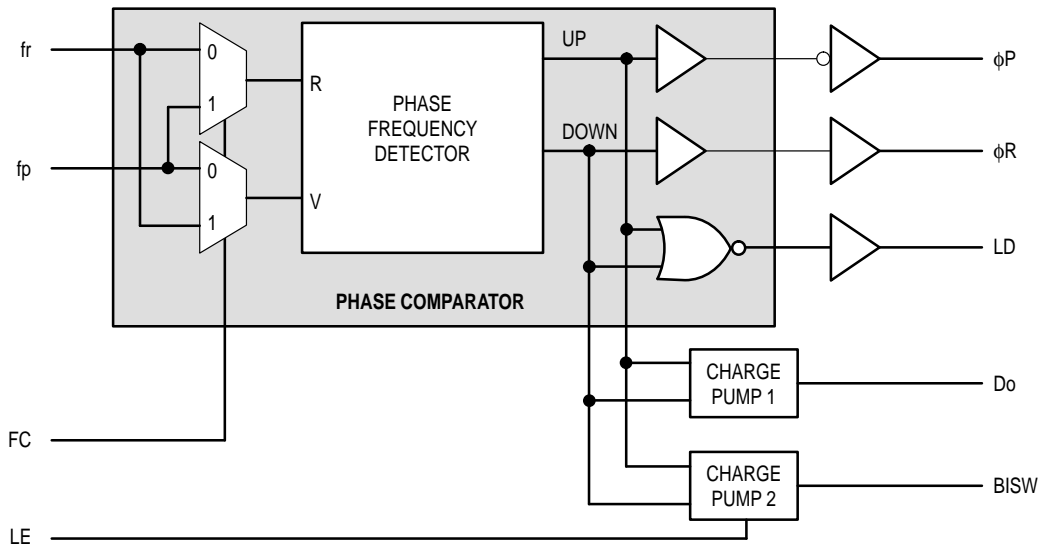 fr
0
1
R
PHASE
FREQUENCY
DETECTOR
UP
ϕP
fp
0
1
V
DOWN
ϕR
LD
PHASE COMPARATOR
CHARGE
PUMP 1
Do
FC
CHARGE
PUMP 2
BISW
LE